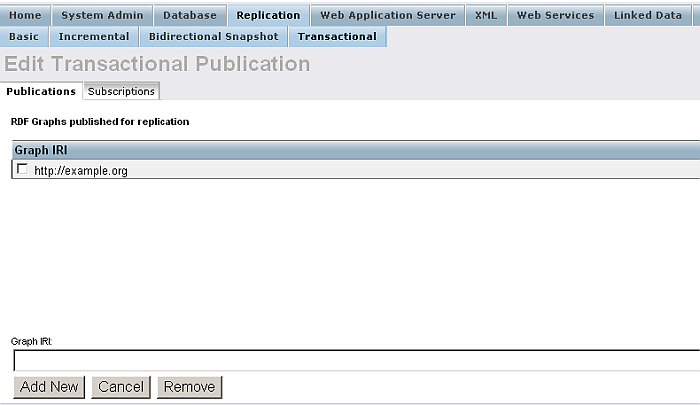 Home System Admin Database Replication Web Application Server XML Web Services Linked Data
Basic Incremental Bidirectional Snapshot Transactional
Edit Transactional Publication
Publications Subscriptions
RDF Graphs published for replication
Graph IRI
http://example.org
Graph IRI:
Add New Cancel Remove